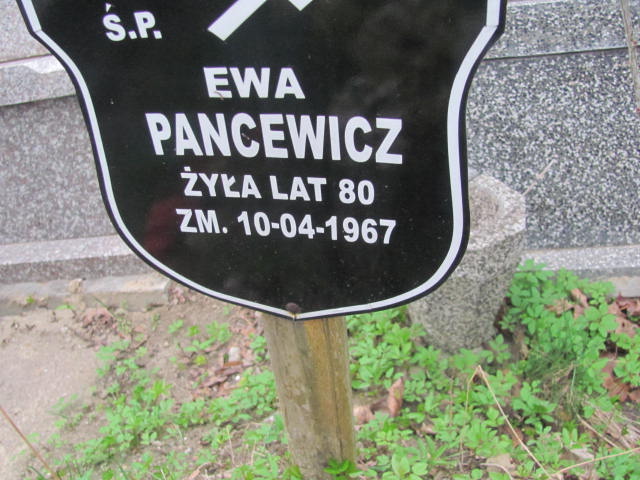 Ś.P.
EWA
PANCEWICZ
ŻYŁA LAT 80
ZM. 10-04-1967